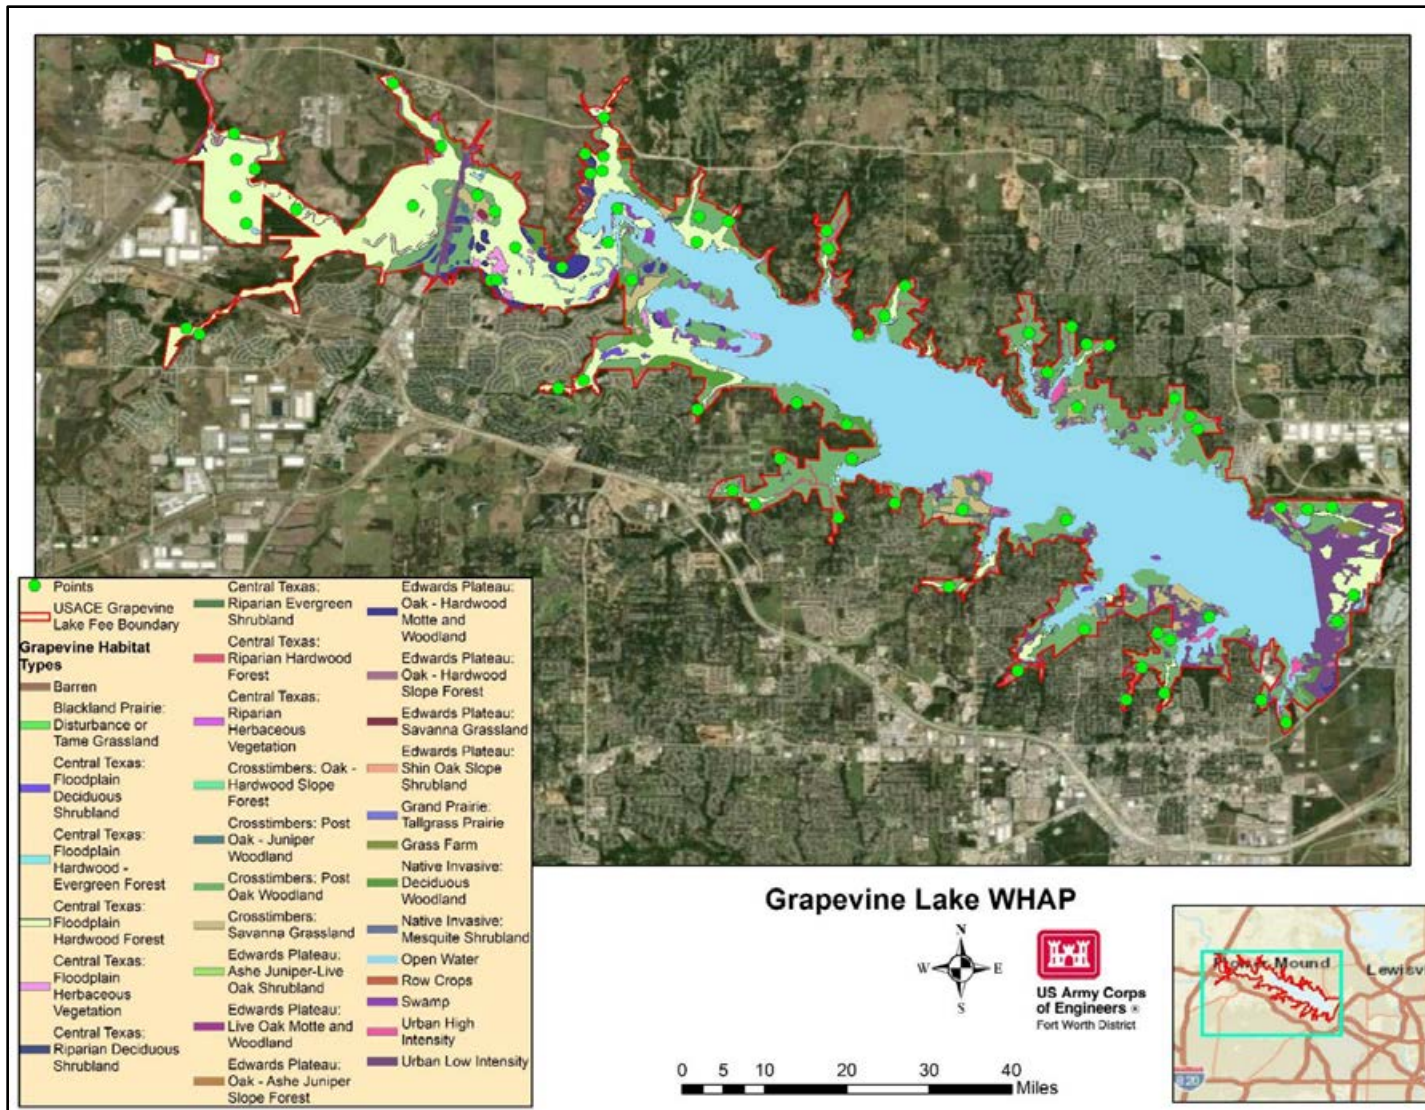 Points
USACE Grapevine
Lake Fee Boundary
Grapevine Habitat
Types
Barren
Blackland Prairie:
Disturbance or
Tame Grassland
Central Texas:
Floodplain
Deciduous
Shrubland
Central Texas:
Floodplain
Hardwood -
Evergreen Forest
Central Texas:
Floodplain
Hardwood Forest
Central Texas:
Floodplain
Herbaceous
Vegetation
Central Texas:
Riparian Deciduous
Shrubland
Central Texas:
Riparian Evergreen
Shrubland
Central Texas:
Riparian Hardwood
Forest
Central Texas:
Riparian
Herbaceous
Vegetation
Crosstimbers: Oak -
Hardwood Slope
Forest
Crosstimbers: Post
Oak - Juniper
Woodland
Crosstimbers: Post
Oak Woodland
Crosstimbers:
Savanna Grassland
Edwards Plateau:
Ashe Juniper-Live
Oak Shrubland
Edwards Plateau:
Live Oak Motte and
Woodland
Edwards Plateau:
Oak - Ashe Juniper
Slope Forest
Edwards Plateau:
Oak - Hardwood
Motte and
Woodland
Edwards Plateau:
Oak - Hardwood
Slope Forest
Edwards Plateau:
Savanna Grassland
Edwards Plateau:
Shin Oak Slope
Shrubland
Grand Prairie:
Tallgrass Prairie
Grass Farm
Native Invasive:
Deciduous
Woodland
Native Invasive:
Mesquite Shrubland
Open Water
Row Crops
Swamp
Urban High
Intensity
Urban Low Intensity
Grapevine Lake WHAP
N
W E
S
US Army Corps
of Engineers ®
Fort Worth District
0 5 10 20 30 40
Miles
Mound
Lewisv